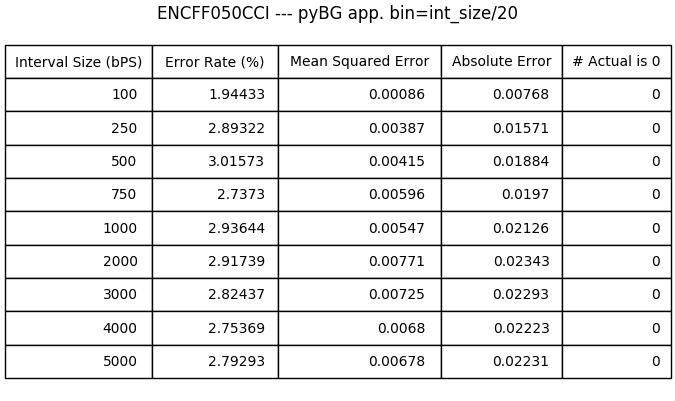 ENCFF050CCI --- pyBG app. bin=int_size/20
Interval Size (bPS) Error Rate (%) Mean Squared Error Absolute Error # Actual is 0
100 1.94433 0.00086 0.00768 0
250 2.89322 0.00387 0.01571 0
500 3.01573 0.00415 0.01884 0
750 2.7373 0.00596 0.0197 0
1000 2.93644 0.00547 0.02126 0
2000 2.91739 0.00771 0.02343 0
3000 2.82437 0.00725 0.02293 0
4000 2.75369 0.0068 0.02223 0
5000 2.79293 0.00678 0.02231 0